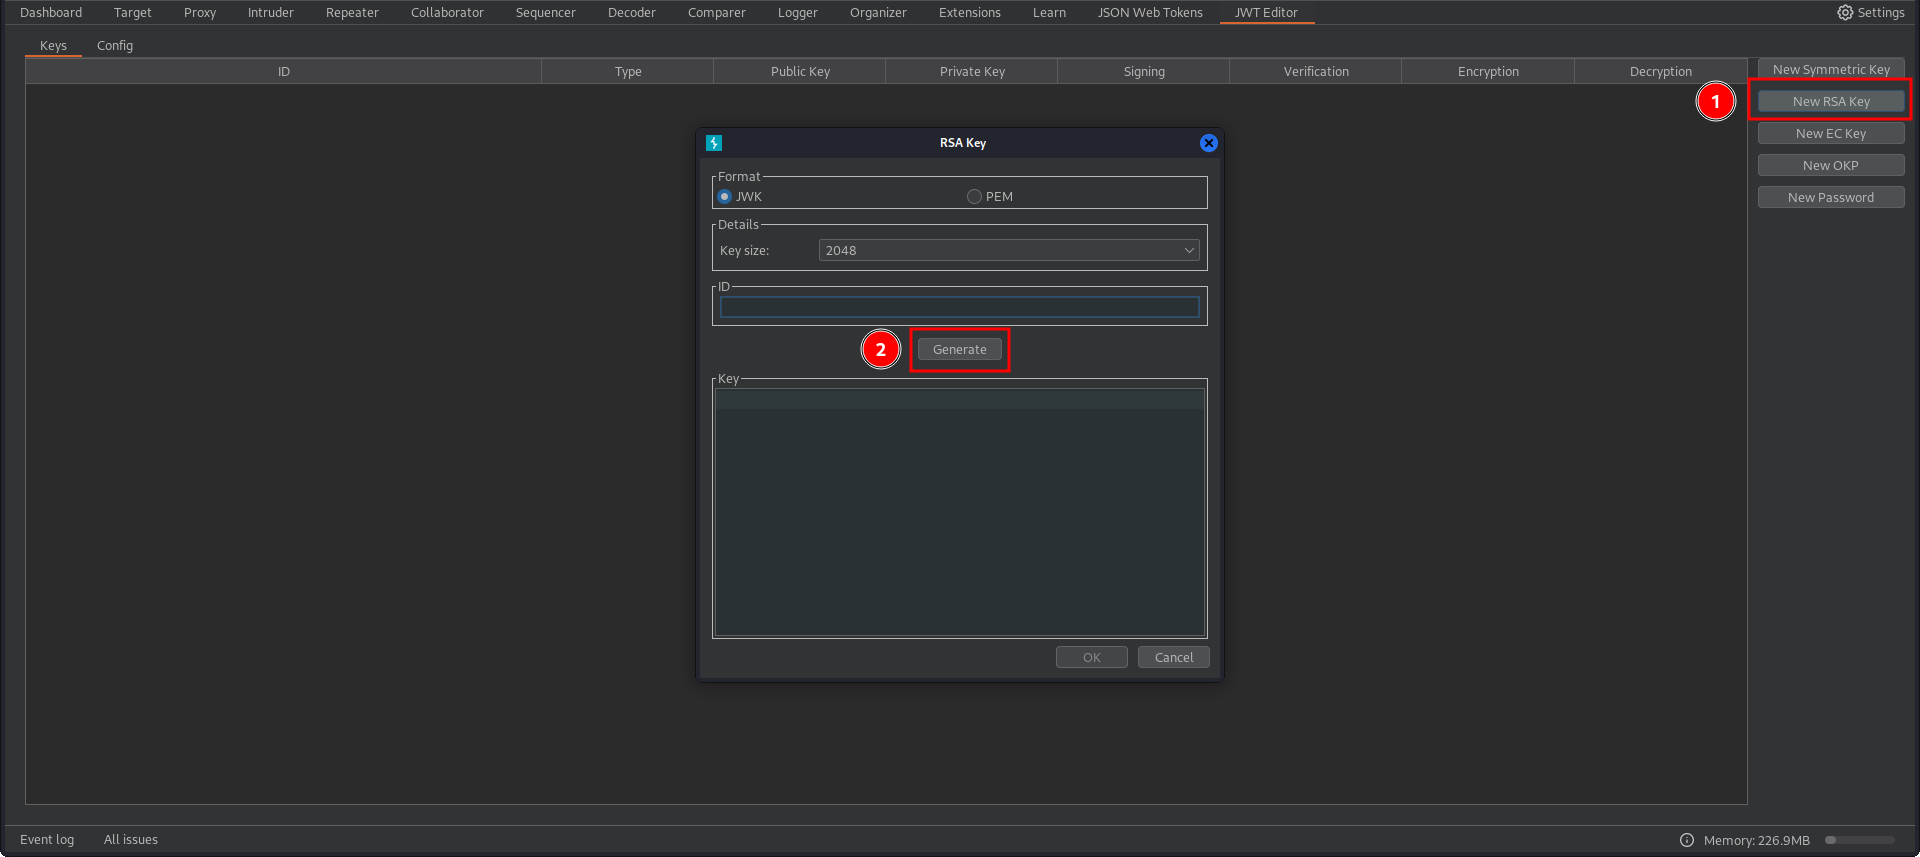 Dashboard Target Proxy Intruder Repeater Collaborator Sequencer Decoder Comparer Logger Organizer Extensions Learn JSON Web Tokens JWT Editor Settings
Keys Config
ID Type Public Key Private Key Signing Verification Encryption Decryption New Symmetric Key
1 New RSA Key
New EC Key
New OKP
New Password
RSA Key
Format
JWK PEM
Details
Key size: 2048
ID
2 Generate
Key
OK Cancel
Event log All issues Memory: 226.9MB